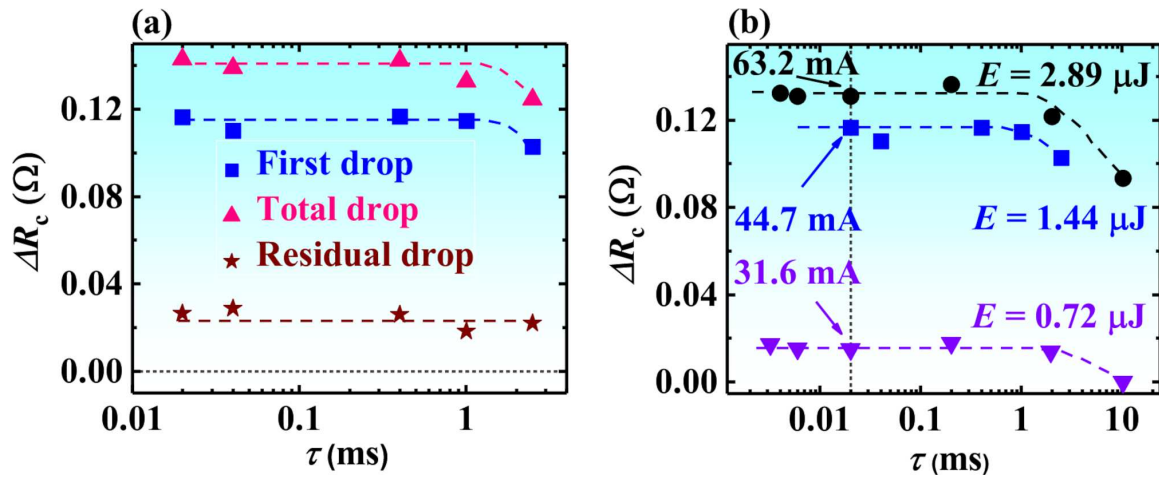 (a)
0.12
0.08
0.04
0.00
ΔRc (Ω)
First drop
Total drop
Residual drop
0.01
0.1
1
τ (ms)
(b)
0.12
0.08
0.04
0.00
ΔRc (Ω)
63.2 mA
E = 2.89 μJ
44.7 mA
E = 1.44 μJ
31.6 mA
E = 0.72 μJ
0.01
0.1
1
10
τ (ms)